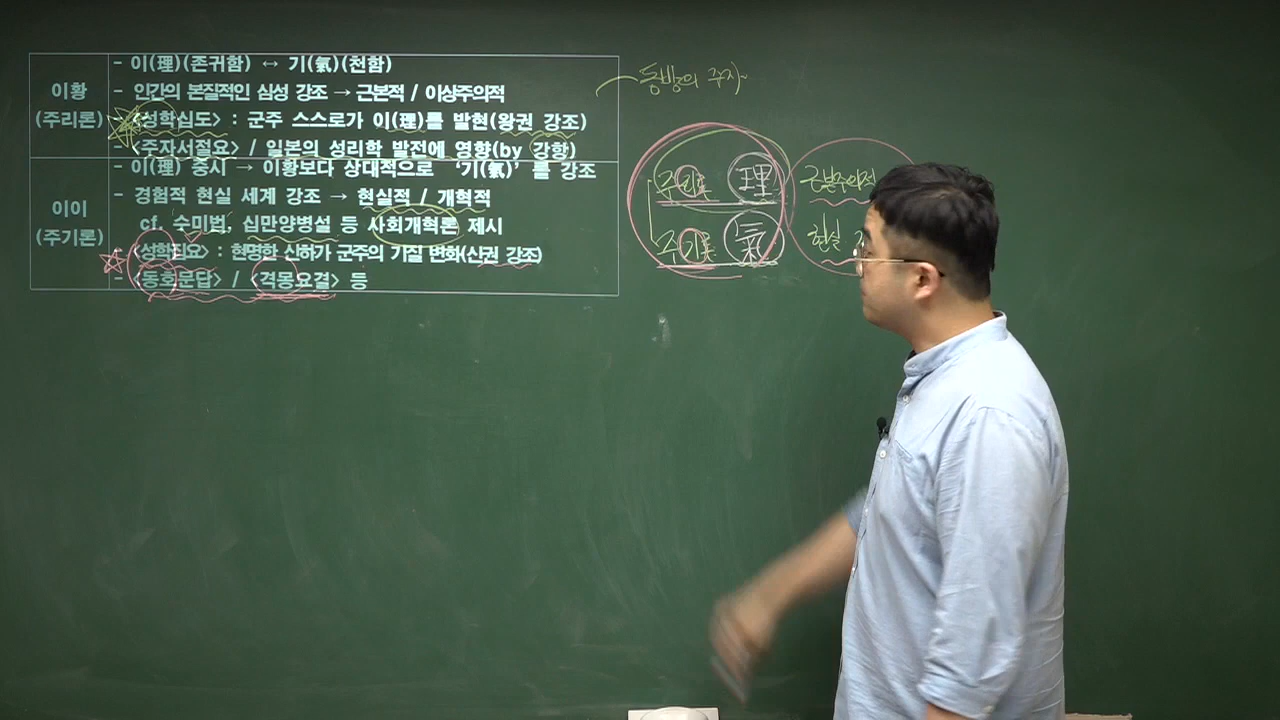 이황
(주리론)
- 이(理)(존귀함) ↔ 기(氣)(천함)
- 인간의 본질적인 심성 강조 → 근본적 / 이상주의적
- <성학십도> : 군주 스스로가 이(理)를 발현(왕권 강조)
- <주자서절요> / 일본의 성리학 발전에 영향(by 강항)
이이
(주기론)
- 이(理) 중시 → 이황보다 상대적으로 '기(氣)' 를 강조
- 경험적 현실 세계 강조 → 현실적 / 개혁적
cf. 수미법, 십만양병설 등 사회개혁론 제시
- <성학집요> : 현명한 신하가 군주의 기질 변화(신권 강조)
- <동호문답> / <격몽요결> 등
동방의 주자
주리론 理 근본주의적
주기론 氣 현실